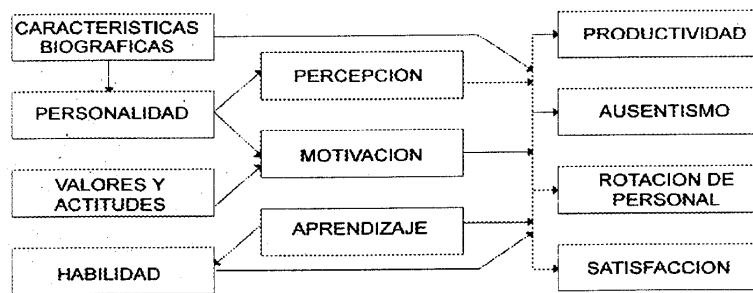 CARACTERISTICAS
BIOGRAFICAS
PERSONALIDAD
VALORES Y
ACTITUDES
HABILIDAD
PERCEPCION
MOTIVACION
APRENDIZAJE
PRODUCTIVIDAD
AUSENTISMO
ROTACION DE
PERSONAL
SATISFACCION